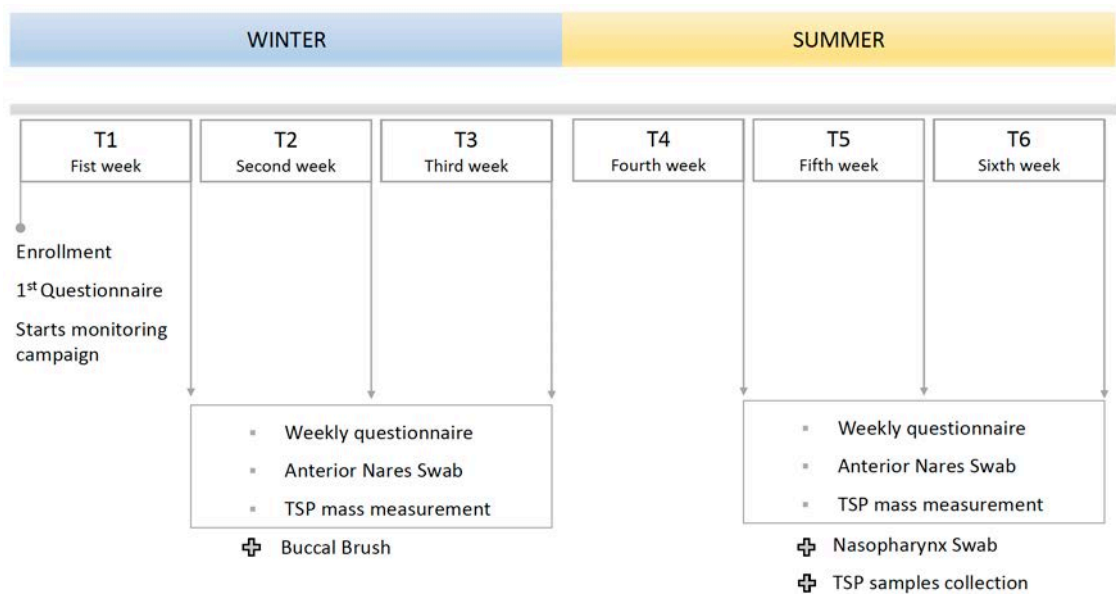 WINTER
SUMMER
T1
Fist week
T2
Second week
T3
Third week
T4
Fourth week
T5
Fifth week
T6
Sixth week
Enrollment
1st Questionnaire
Starts monitoring
campaign
Weekly questionnaire
Anterior Nares Swab
TSP mass measurement
Buccal Brush
Weekly questionnaire
Anterior Nares Swab
TSP mass measurement
Nasopharynx Swab
TSP samples collection